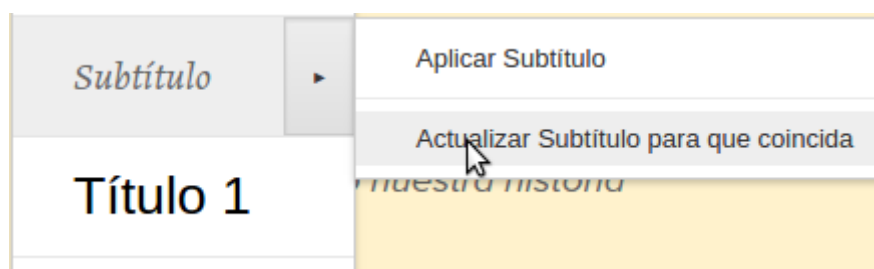 Subtítulo
Aplicar Subtítulo
Actualizar Subtítulo para que coincida
nuestra historia
Título 1